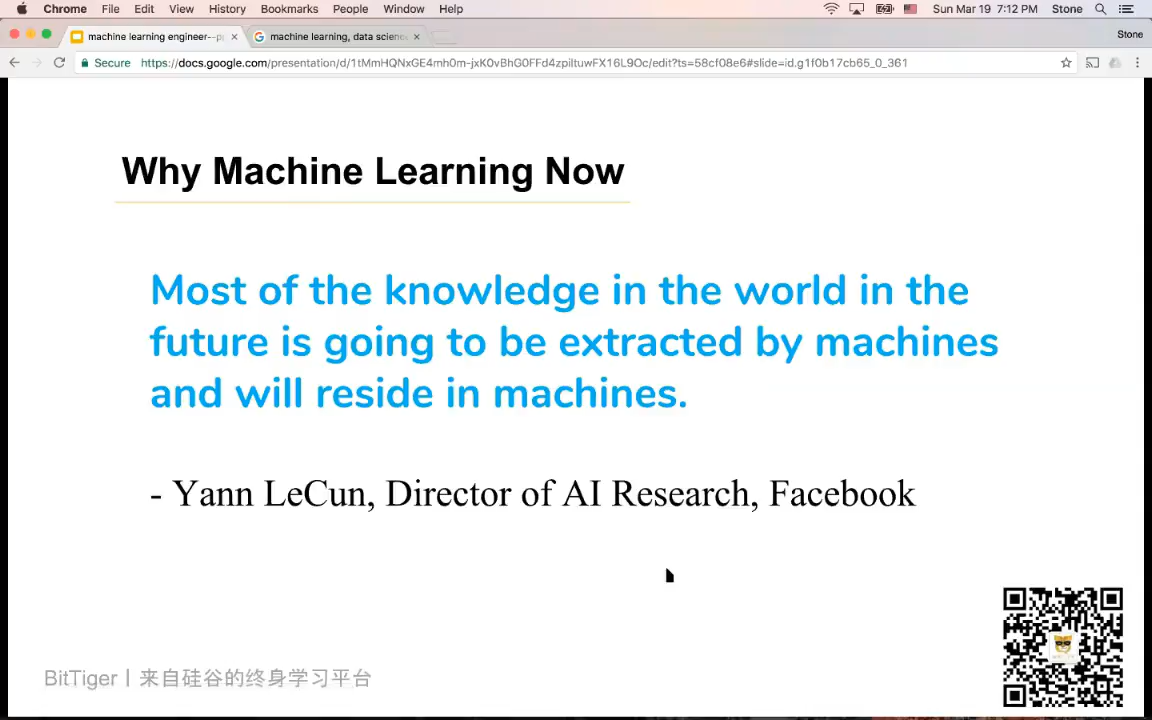 Chrome File Edit View History Bookmarks People Window Help Sun Mar 19 7:12 PM Stone
machine learning engineer--p machine learning, data scienc Stone
Secure https://docs.google.com/presentation/d/1tMmHQNxGE4mh0m-jxK0vBhG0FFd4zpiltuwFX16L9Oc/edit?ts=58cf08e6#slide=id.g1f0b17cb65_0_361
Why Machine Learning Now
Most of the knowledge in the world in the
future is going to be extracted by machines
and will reside in machines.
- Yann LeCun, Director of AI Research, Facebook
BitTiger | 来自硅谷的终身学习平台